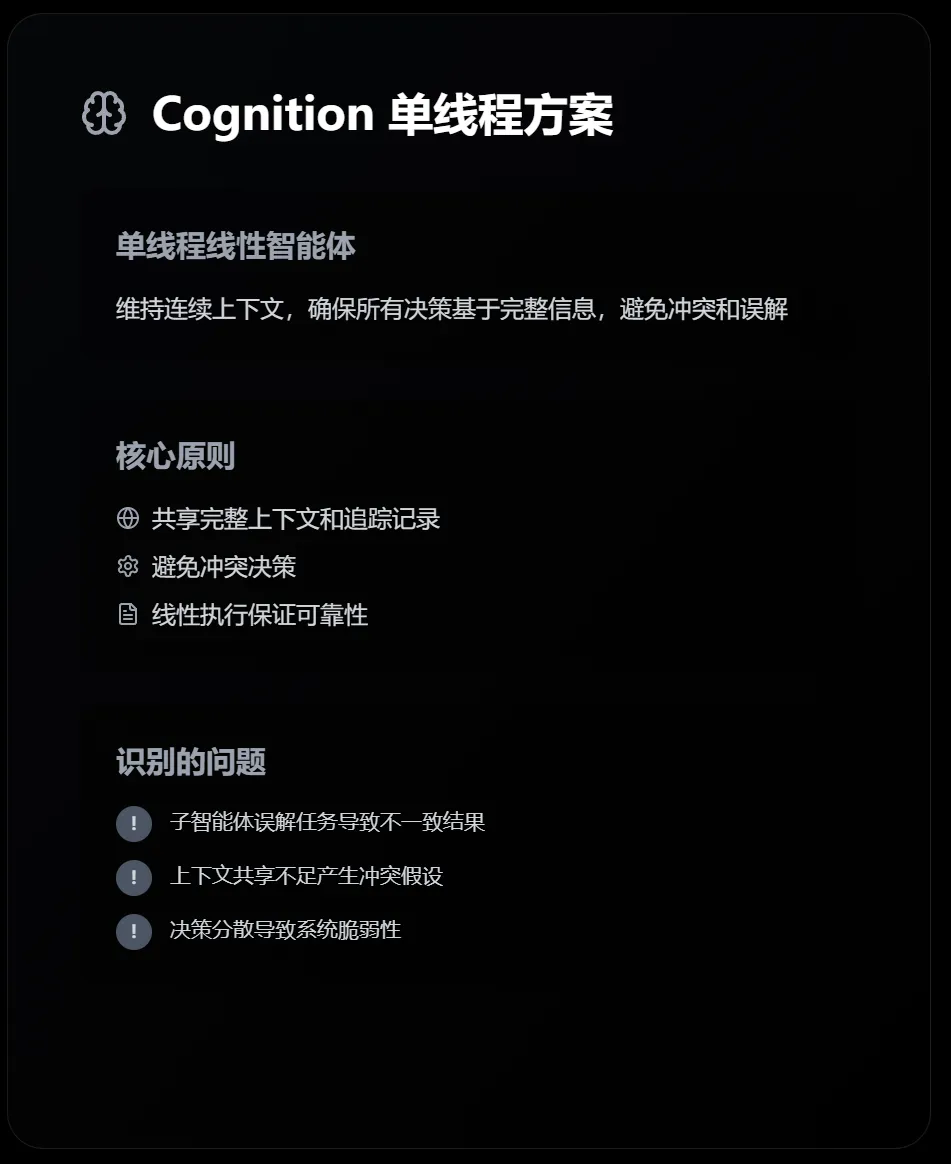 Cognition 单线程方案
单线程线性智能体
维持连续上下文，确保所有决策基于完整信息，避免冲突和误解
核心原则
共享完整上下文和追踪记录
避免冲突决策
线性执行保证可靠性
识别的问题
! 子智能体误解任务导致不一致结果
! 上下文共享不足产生冲突假设
! 决策分散导致系统脆弱性